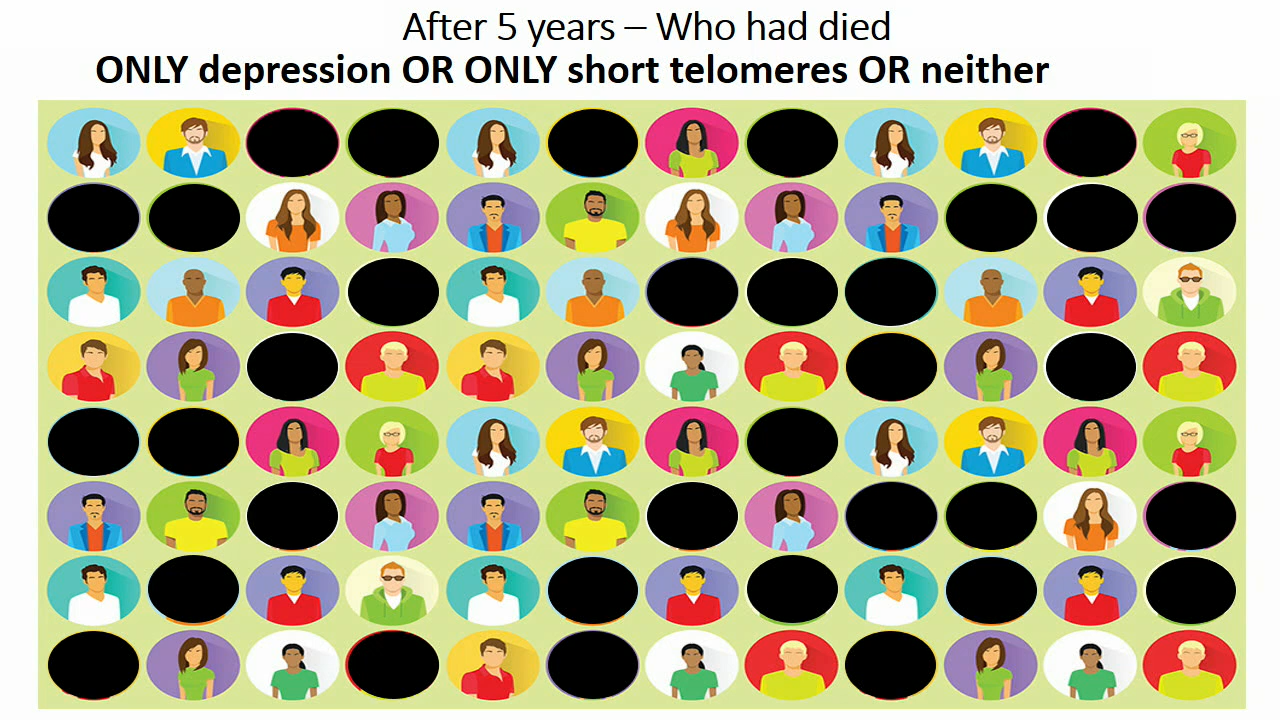 After 5 years – Who had died
ONLY depression OR ONLY short telomeres OR neither